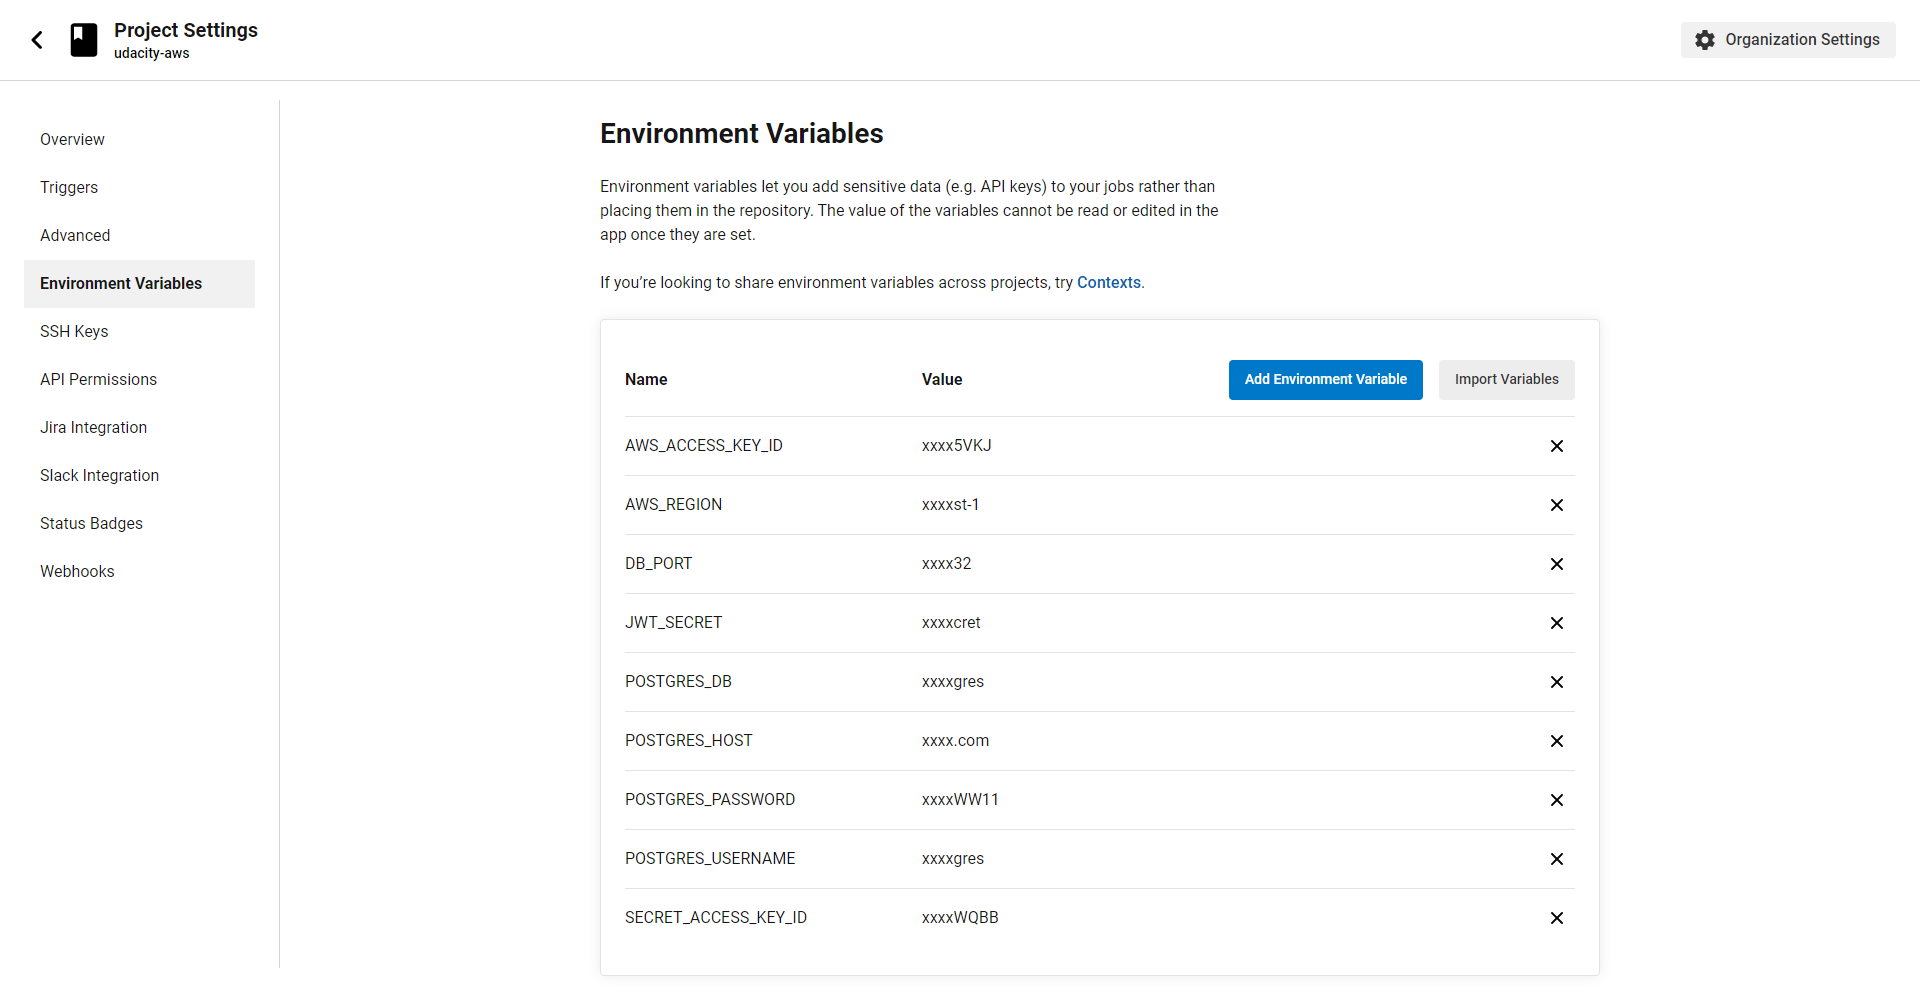 Project Settings
udacity-aws
Organization Settings
Overview
Triggers
Advanced
Environment Variables
SSH Keys
API Permissions
Jira Integration
Slack Integration
Status Badges
Webhooks
Environment Variables
Environment variables let you add sensitive data (e.g. API keys) to your jobs rather than
placing them in the repository. The value of the variables cannot be read or edited in the
app once they are set.
If you’re looking to share environment variables across projects, try Contexts.
Name Value Add Environment Variable Import Variables
AWS_ACCESS_KEY_ID xxxx5VKJ
AWS_REGION xxxxst-1
DB_PORT xxxx32
JWT_SECRET xxxxcret
POSTGRES_DB xxxxgres
POSTGRES_HOST xxxx.com
POSTGRES_PASSWORD xxxxWW11
POSTGRES_USERNAME xxxxgres
SECRET_ACCESS_KEY_ID xxxxWQBB